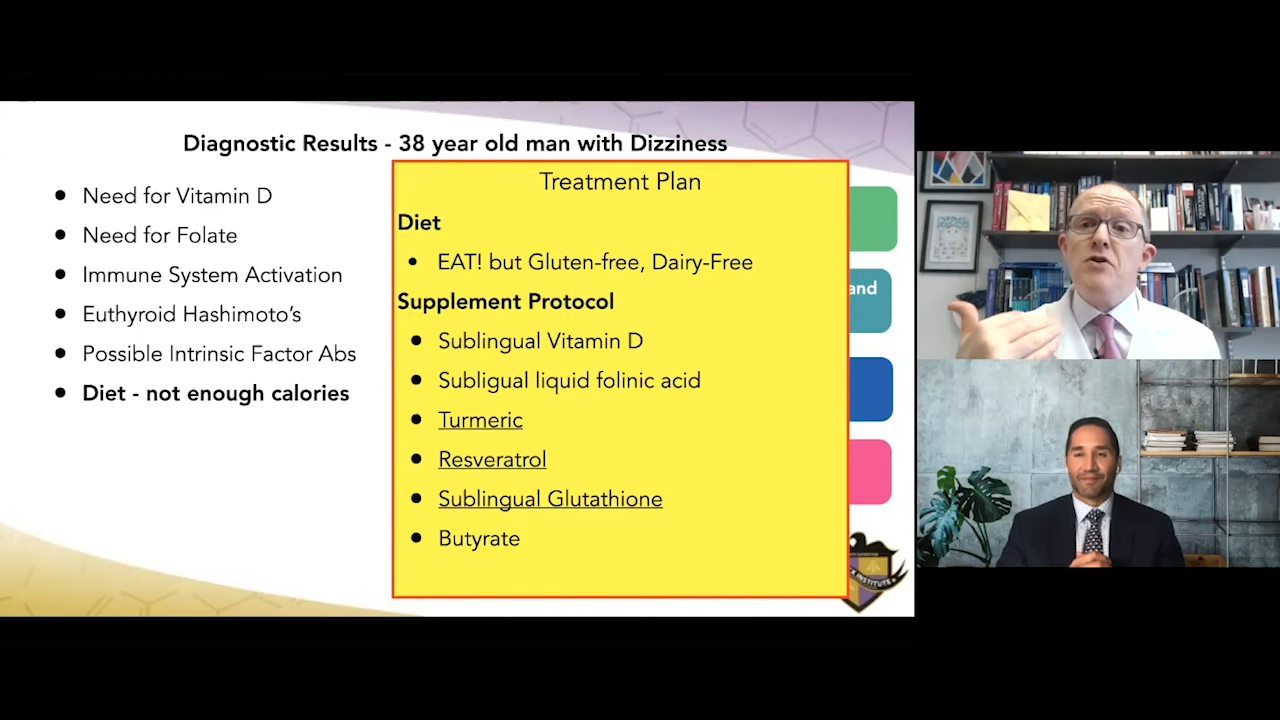 Diagnostic Results - 38 year old man with Dizziness
Need for Vitamin D
Need for Folate
Immune System Activation
Euthyroid Hashimoto's
Possible Intrinsic Factor Abs
Diet - not enough calories
Treatment Plan
Diet
EAT! but Gluten-free, Dairy-Free
Supplement Protocol
Sublingual Vitamin D
Subligual liquid folinic acid
Turmeric
Resveratrol
Sublingual Glutathione
Butyrate
and
INSTITUTE